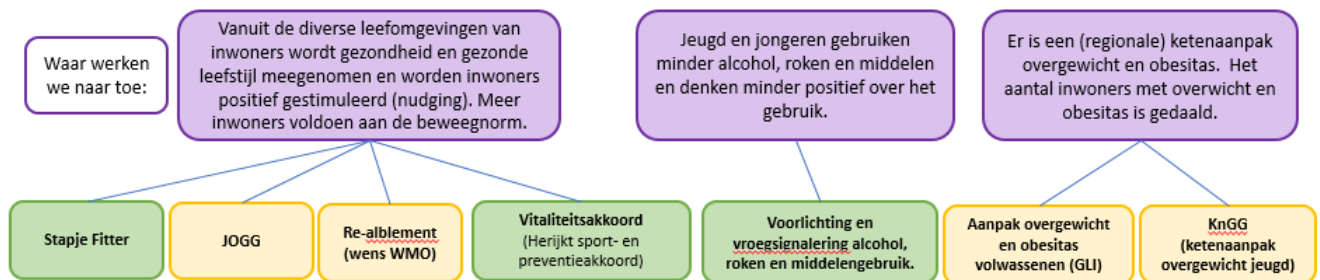 Waar werken
we naar toe:
Vanuit de diverse leefomgevingen van
inwoners wordt gezondheid en gezonde
leefstijl meegenomen en worden inwoners
positief gestimuleerd (nudging). Meer
inwoners voldoen aan de beweegnorm.
Jeugd en jongeren gebruiken
minder alcohol, roken en middelen
en denken minder positief over het
gebruik.
Er is een (regionale) ketenaanpak
overgewicht en obesitas.  Het
aantal inwoners met overwicht en
obesitas is gedaald.
Stapje Fitter
JOGG
Re-alblement
(wens WMO)
Vitaliteitsakkoord
(Herijkt sport- en
preventieakkoord)
Voorlichting en
vroegsignalering alcohol,
roken en middelengebruik.
Aanpak overgewicht
en obesitas
volwassenen (GLI)
KnGG
(ketenaanpak
overgewicht jeugd)